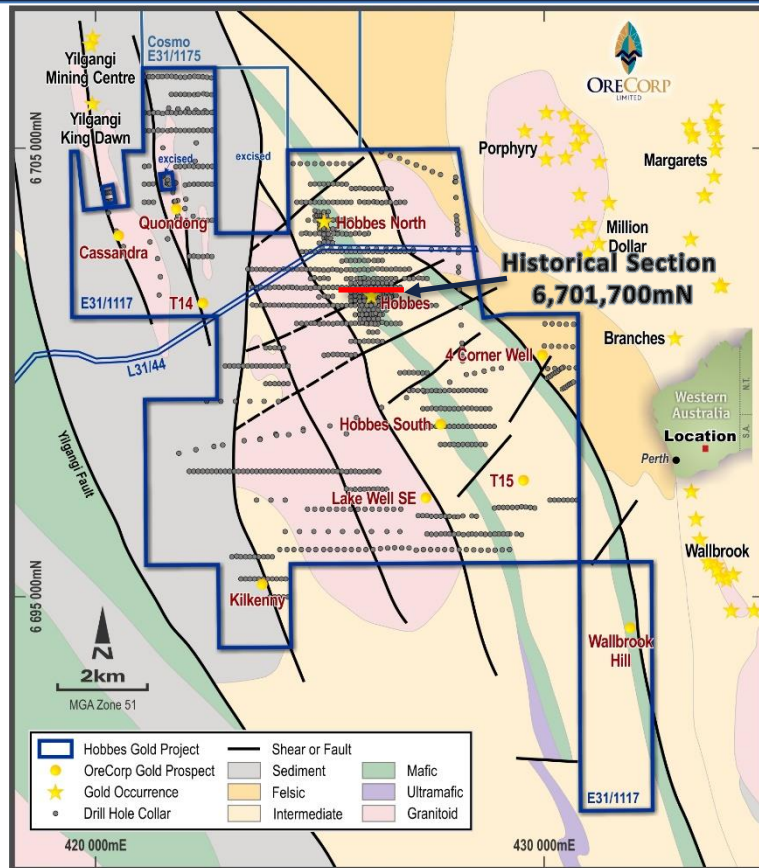 Cosmo
E31/1175
Yilgangi
Mining Centre
Yilgangi
King Dawn
ORECORP
LIMITED
6 705 000mN
excised
excised
Porphyry
Margarets
Quondong
Hobbes North
Million
Dollar
Cassandra
Historical Section
6,701,700mN
E31/1117
T14
Hobbes
L31/44
Branches
4 Corner Well
Western
Australia
N.T.
S.A.
Location
Perth
Hobbes South
Yilgangi Fault
T15
Lake Well SE
Wallbrook
Kilkenny
6 695 000mN
Wallbrook
Hill
N
2km
MGA Zone 51
Hobbes Gold Project
OreCorp Gold Prospect
Gold Occurrence
Drill Hole Collar
Shear or Fault
Sediment
Felsic
Intermediate
Mafic
Ultramafic
Granitoid
E31/1117
420 000mE
430 000mE